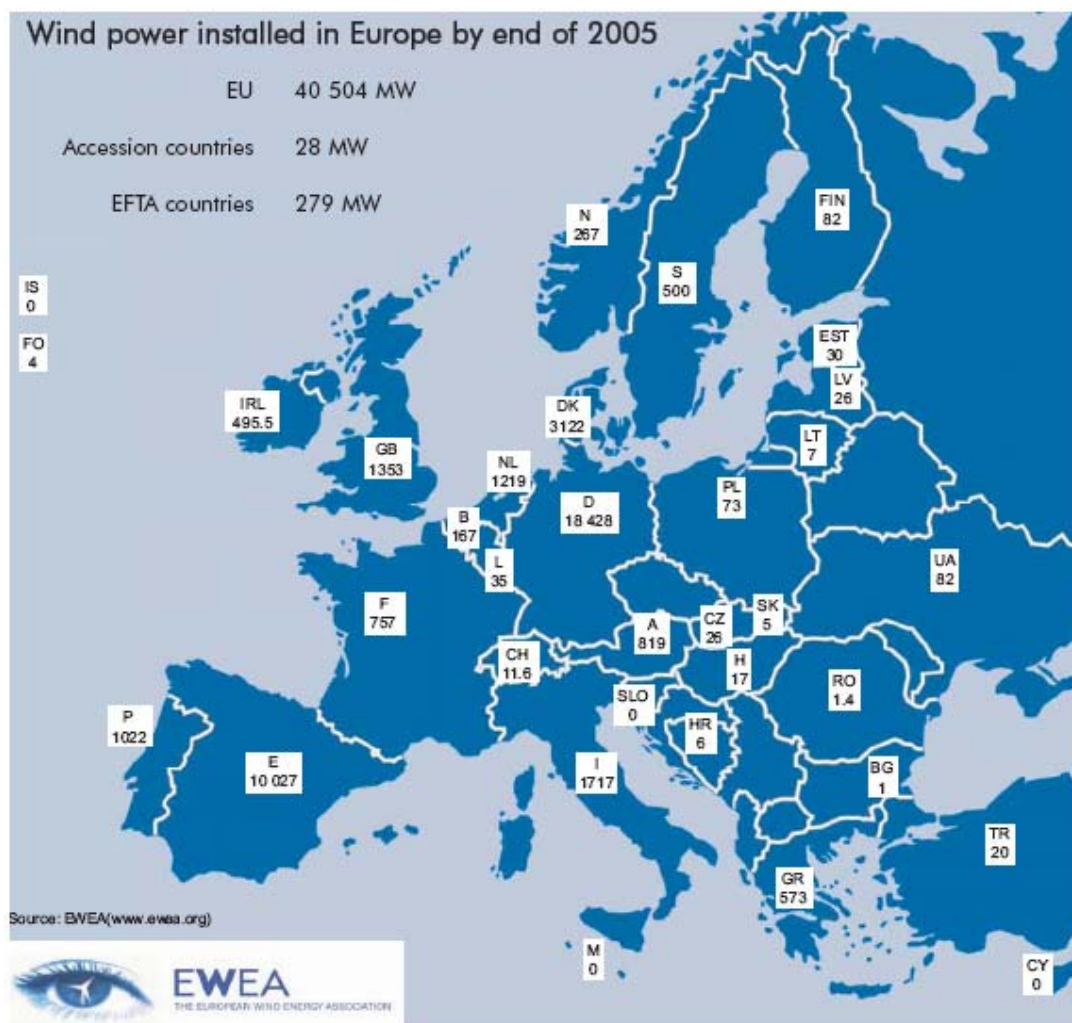 Wind power installed in Europe by end of 2005
EU 40 504 MW
Accession countries 28 MW
EFTA countries 279 MW
N
267
FIN
82
S
500
IS
0
FO
4
EST
30
LV
26
IRL
495.5
DK
3122
LT
7
GB
1353
NL
1219
PL
73
D
18 428
B
167
L
35
UA
82
F
757
SK
5
CZ
26
A
819
CH
11.6
H
17
RO
1.4
SLO
0
HR
6
P
1022
E
10 027
I
1717
BG
1
TR
20
GR
573
Source: EWEA(www.ewea.org)
M
0
CY
0
EWEA
THE EUROPEAN WIND ENERGY ASSOCIATION